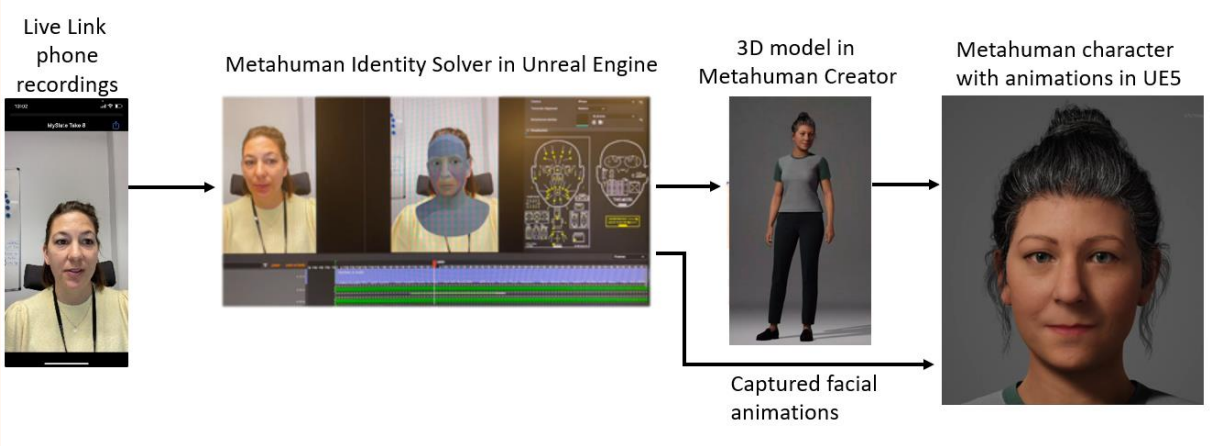 Live Link
phone
recordings
Metahuman Identity Solver in Unreal Engine
3D model in
Metahuman Creator
Metahuman character
with animations in UE5
MySlate Take 8
Captured facial
animations